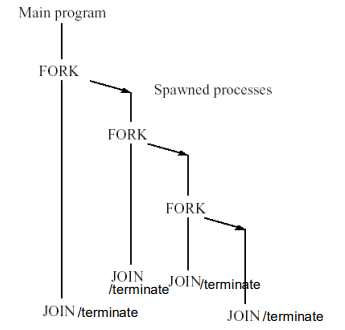 Main program
FORK
Spawned processes
FORK
FORK
JOIN
/terminate
JOIN/terminate
JOIN /terminate
JOIN /terminate